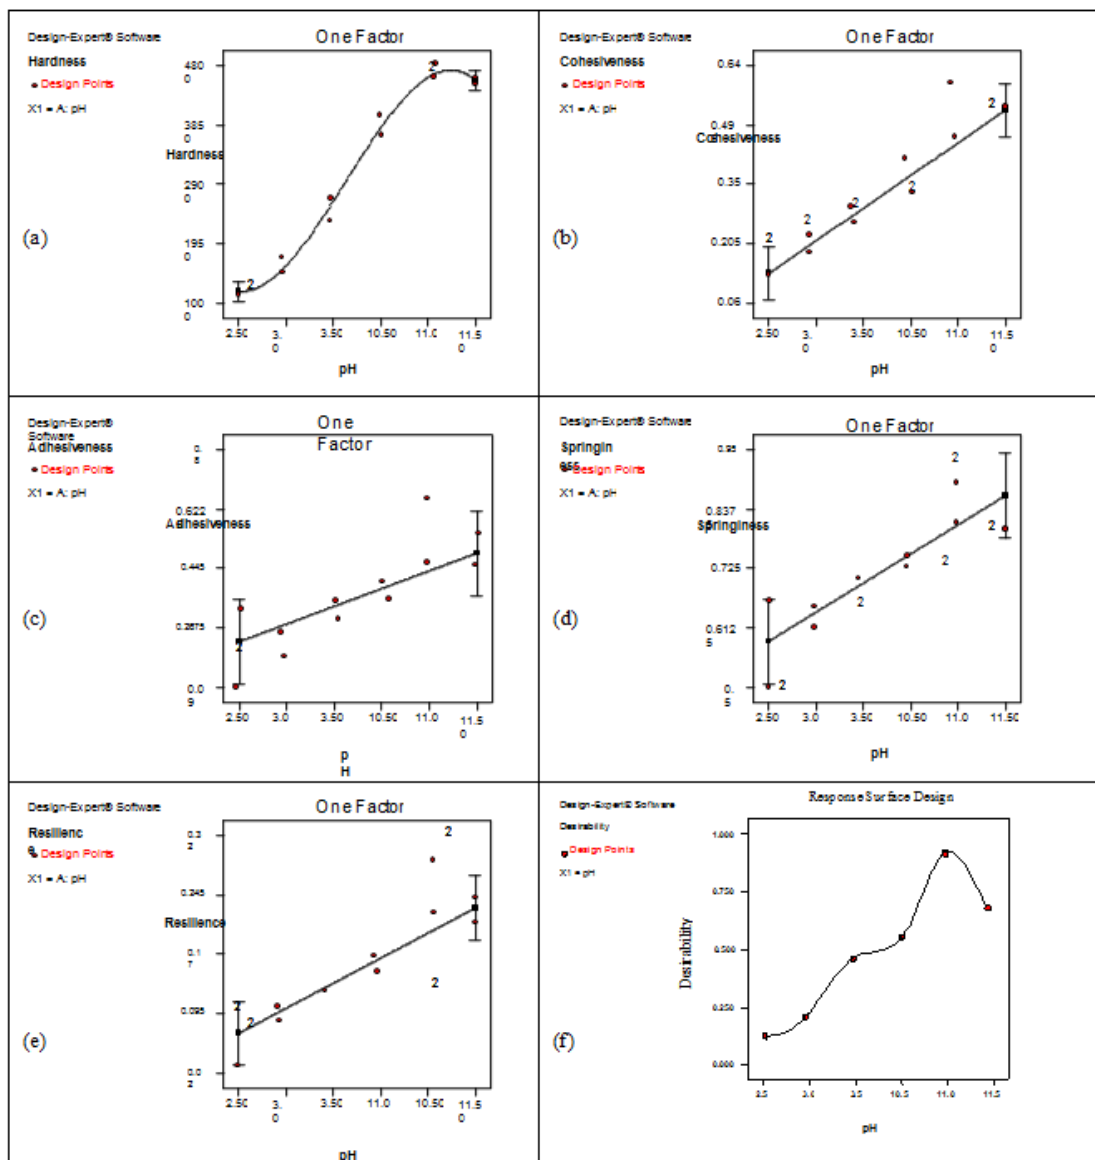 Design-Expert® Software
One Factor
Hardness
Design Points
X1 = A: pH
Hardness
480
0
385
0
290
0
195
0
100
0
2
2
2.50
3.
0
3.50
10.50
11.0
11.5
0
pH
(a)
Design-Expert® Software
One Factor
Cohesiveness
Design Points
X1 = A: pH
Cohesiveness
0.64
0.49
0.35
0.205
0.06
2
2
2
2
2
2.50
3.
0
3.50
10.50
11.0
11.50
0
pH
(b)
Design-Expert®
Software
One
Factor
Adhesiveness
Design Points
X1 = A: pH
Adhesiveness
0.
8
0.622
0.445
0.2675
0.0
9
2
2.50
3.0
3.50
10.50
11.0
11.50
0
p
H
(c)
Design-Expert® Software
One Factor
Springin
ess
Design Points
X1 = A: pH
Springiness
0.95
0.837
5
0.725
0.612
5
0.
5
2
2
2
2
2
2.50
3.0
3.50
10.50
11.0
11.50
pH
(d)
Design-Expert® Software
One Factor
Resilienc
e
Design Points
X1 = A: pH
Resilience
0.3
2
0.245
0.1
7
0.095
0.0
2
2
2
2
2
2.50
3.
0
3.50
11.0
10.50
11.5
0
pH
(e)
Response Surface Design
Design-Expert® Software
Desirability
Design Points
X1 = pH
Desirability
1.000
0.750
0.500
0.250
0.000
2.5
3.0
3.5
10.5
11.0
11.5
pH
(f)